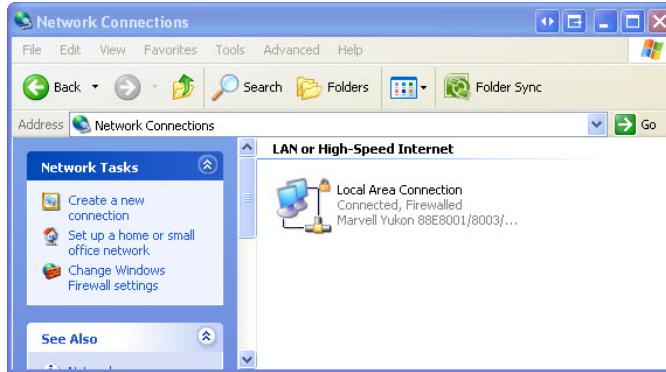 Network Connections
File Edit View Favorites Tools Advanced Help
Back Search Folders Folder Sync
Address Network Connections Go
Network Tasks
Create a new
connection
Set up a home or small
office network
Change Windows
Firewall settings
See Also
LAN or High-Speed Internet
Local Area Connection
Connected, Firewalled
Marvell Yukon 88E8001/8003/...